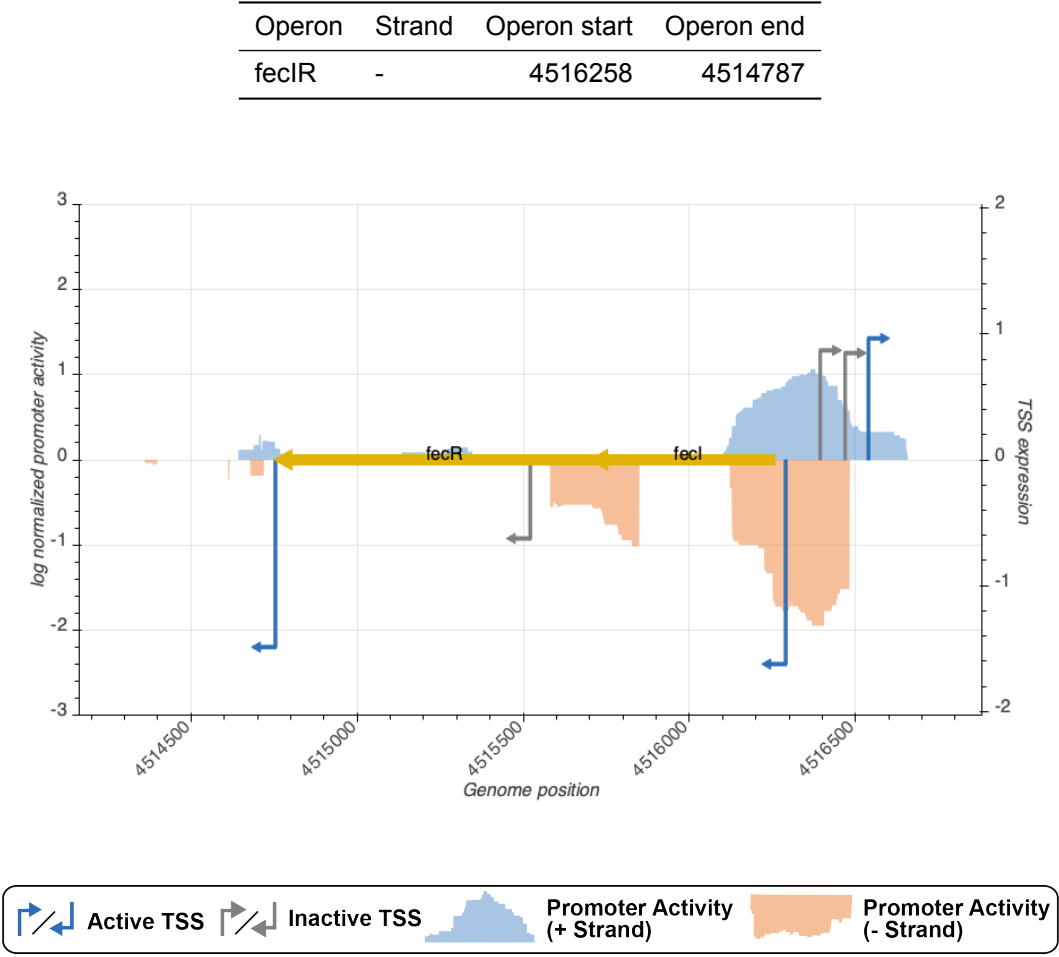 Operon Strand Operon start Operon end
fecIR - 4516258 4514787
3
2
1
0
-1
-2
-3
log normalized promoter activity
2
1
0
-1
-2
TSS expression
fecR
fecI
4514500
4515000
4515500
4516000
4516500
Genome position
Active TSS
Inactive TSS
Promoter Activity
(+ Strand)
Promoter Activity
(- Strand)